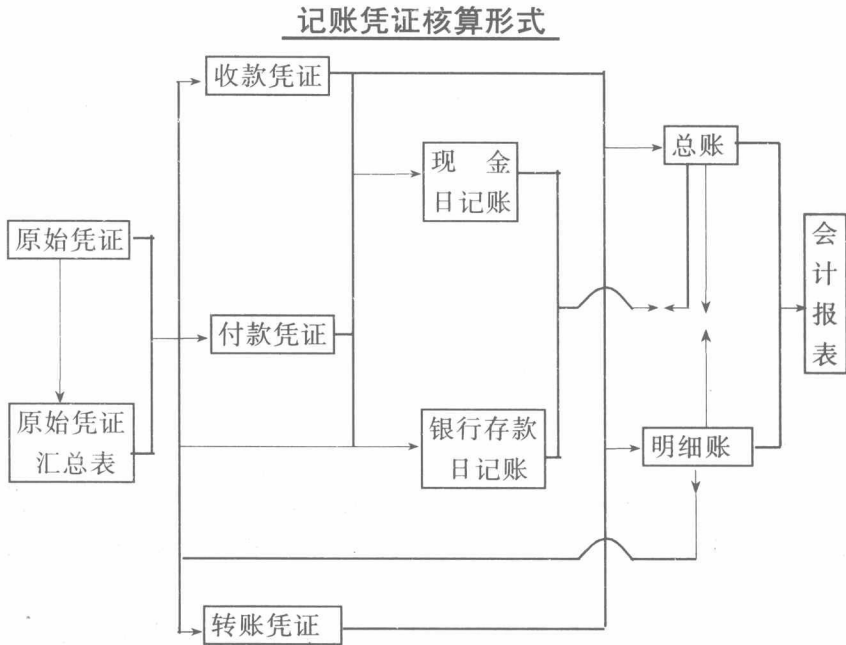 记账凭证核算形式
收款凭证
总账
现 金
日记账
原始凭证
会计报表
付款凭证
原始凭证
汇总表
银行存款
日记账
明细账
转账凭证